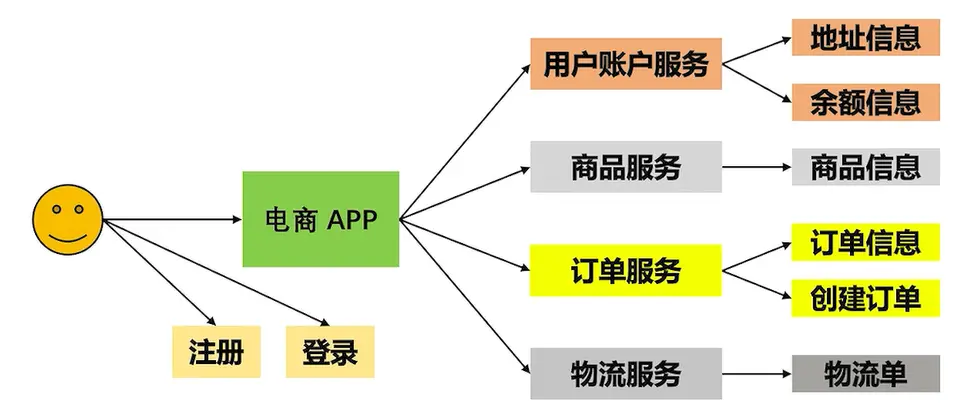 用户账户服务
地址信息
余额信息
商品服务
商品信息
电商 APP
订单服务
订单信息
创建订单
注册
登录
物流服务
物流单